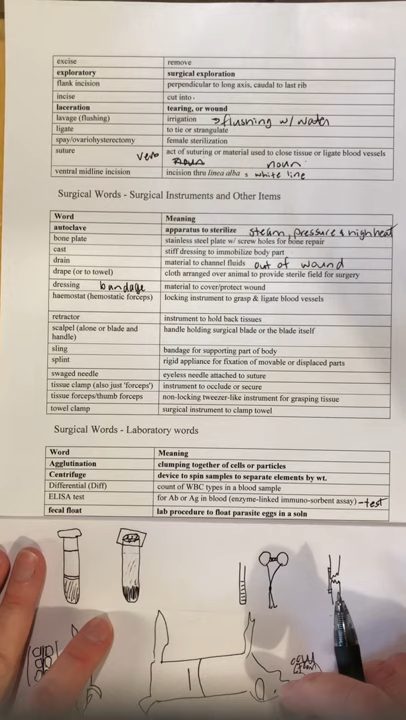 excise remove
exploratory surgical exploration
flank incision perpendicular to long axis, caudal to last rib
incise cut into
laceration tearing, or wound
lavage (flushing) irrigation → flushing w/ water
ligate to tie or strangulate
spay/ovariohysterectomy female sterilization
suture act of suturing or material used to close tissue or ligate blood vessels
verb noun
ventral midline incision incision thru linea alba = white line
Surgical Words - Surgical Instruments and Other Items
Word Meaning
autoclave apparatus to sterilize steam, pressure & high heat
bone plate stainless steel plate w/ screw holes for bone repair
cast stiff dressing to immobilize body part
drain material to channel fluids out of wound
drape (or to towel) cloth arranged over animal to provide sterile field for surgery
dressing bandage material to cover/protect wound
haemostat (hemostatic forceps) locking instrument to grasp & ligate blood vessels
retractor instrument to hold back tissues
scalpel (alone or blade and handle) handle holding surgical blade or the blade itself
sling bandage for supporting part of body
splint rigid appliance for fixation of movable or displaced parts
swaged needle eyeless needle attached to suture
tissue clamp (also just 'forceps') instrument to occlude or secure
tissue forceps/thumb forceps non-locking tweezer-like instrument for grasping tissue
towel clamp surgical instrument to clamp towel
Surgical Words - Laboratory words
Word Meaning
Agglutination clumping together of cells or particles
Centrifuge device to spin samples to separate elements by wt.
Differential (Diff) count of WBC types in a blood sample
ELISA test for Ab or Ag in blood (enzyme-linked immuno-sorbent assay) -test
fecal float lab procedure to float parasite eggs in a soln